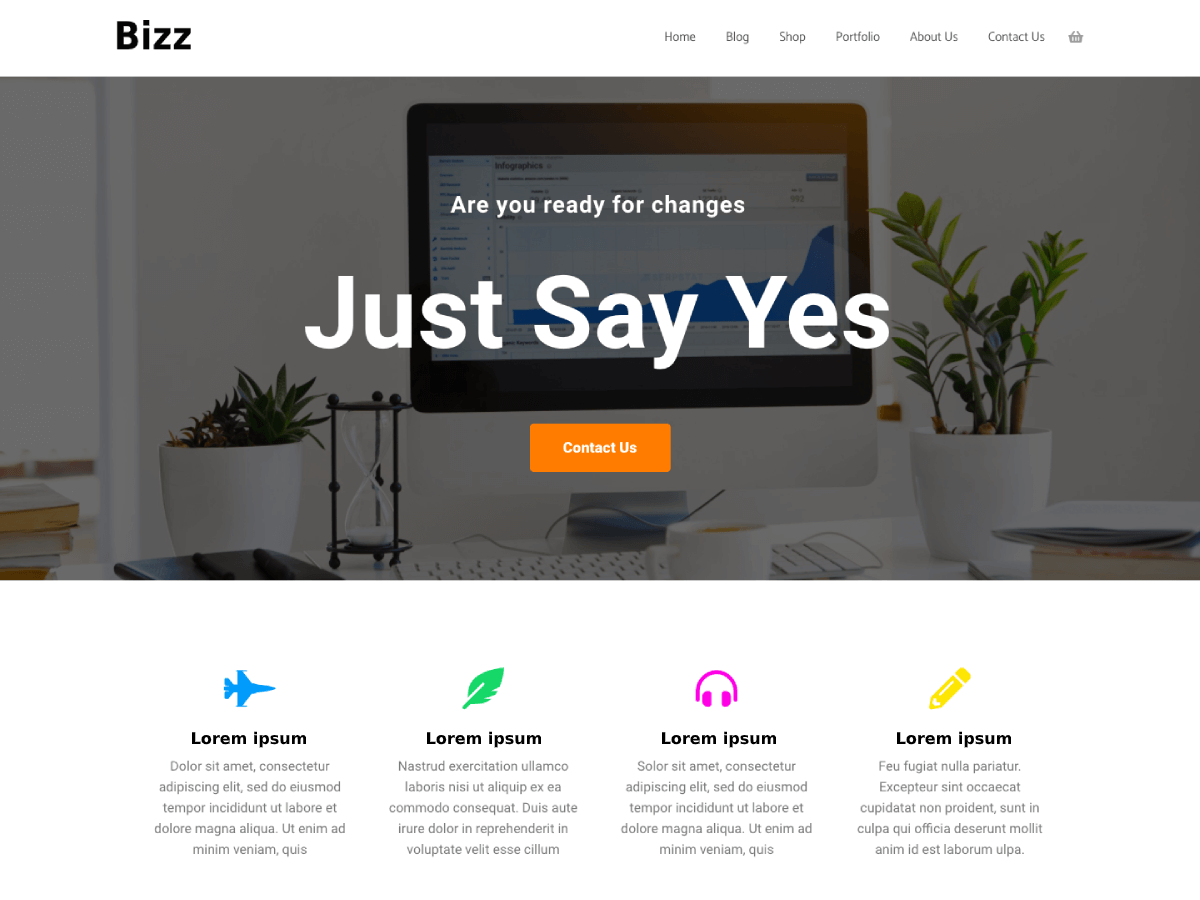 Bizz
Home Blog Shop Portfolio About Us Contact Us
Infographics
Are you ready for changes
Just Say Yes
Contact Us
Lorem ipsum
Dolor sit amet, consectetur
adipiscing elit, sed do eiusmod
tempor incididunt ut labore et
dolore magna aliqua. Ut enim ad
minim veniam, quis
Lorem ipsum
Nastrud exercitation ullamco
laboris nisi ut aliquip ex ea
commodo consequat. Duis aute
irure dolor in reprehenderit in
voluptate velit esse cillum
Lorem ipsum
Solor sit amet, consectetur
adipiscing elit, sed do eiusmod
tempor incididunt ut labore et
dolore magna aliqua. Ut enim ad
minim veniam, quis
Lorem ipsum
Feu fugiat nulla pariatur.
Excepteur sint occaecat
cupidatat non proident, sunt in
culpa qui officia deserunt mollit
anim id est laborum ulpa.